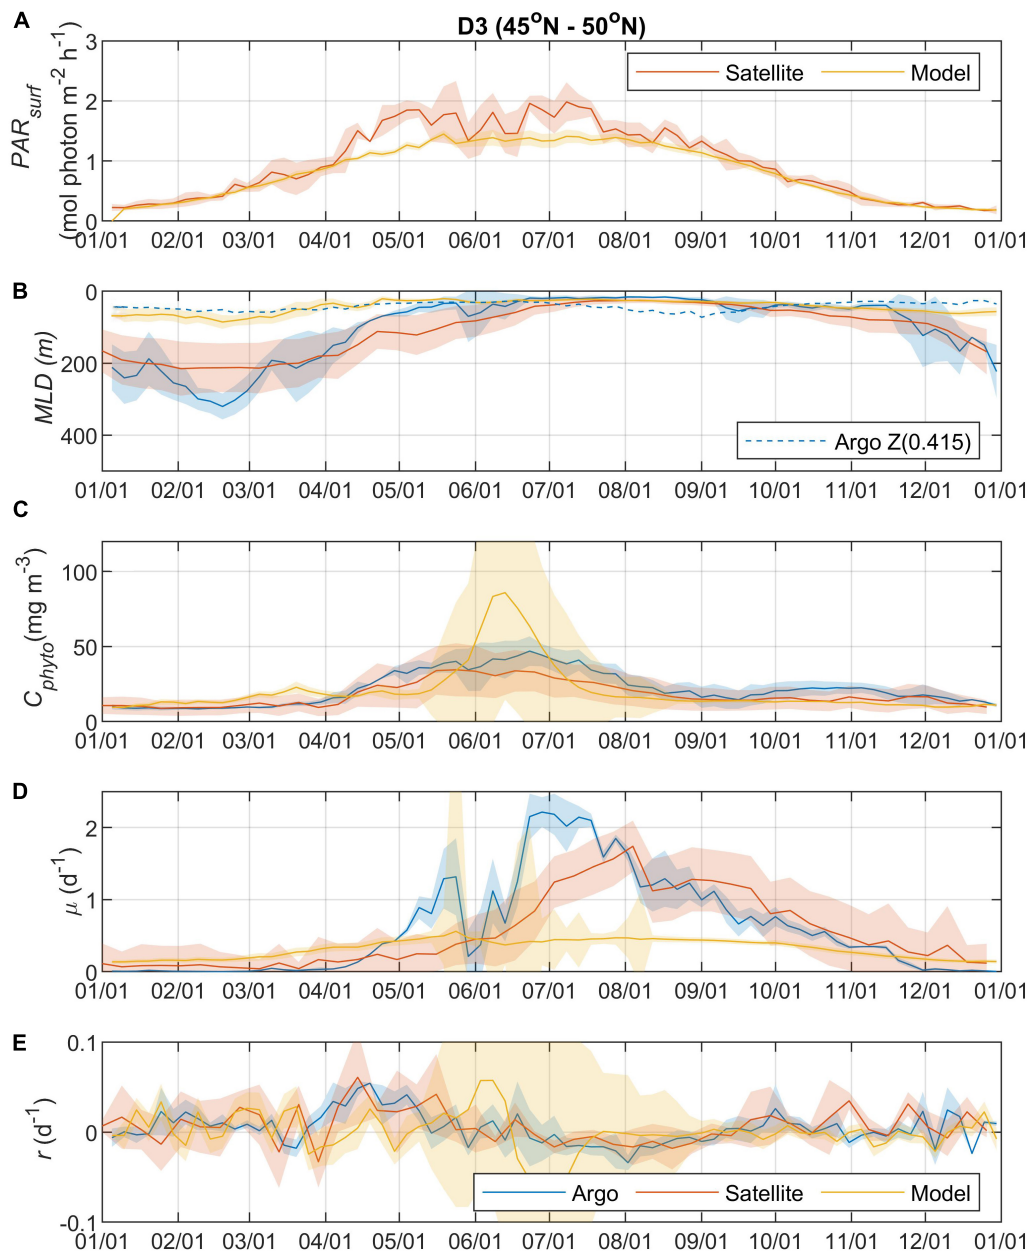 A
D3 (45°N - 50°N)
PAR_surf
(mol photon m⁻² h⁻¹)
3
2
1
0
Satellite Model
01/01 02/01 03/01 04/01 05/01 06/01 07/01 08/01 09/01 10/01 11/01 12/01 01/01
B
MLD (m)
0
200
400
Argo Z(0.415)
01/01 02/01 03/01 04/01 05/01 06/01 07/01 08/01 09/01 10/01 11/01 12/01 01/01
C
C_phyto (mg m⁻³)
100
50
0
01/01 02/01 03/01 04/01 05/01 06/01 07/01 08/01 09/01 10/01 11/01 12/01 01/01
D
μ (d⁻¹)
2
1
0
01/01 02/01 03/01 04/01 05/01 06/01 07/01 08/01 09/01 10/01 11/01 12/01 01/01
E
r (d⁻¹)
0.1
0
-0.1
Argo Satellite Model
01/01 02/01 03/01 04/01 05/01 06/01 07/01 08/01 09/01 10/01 11/01 12/01 01/01